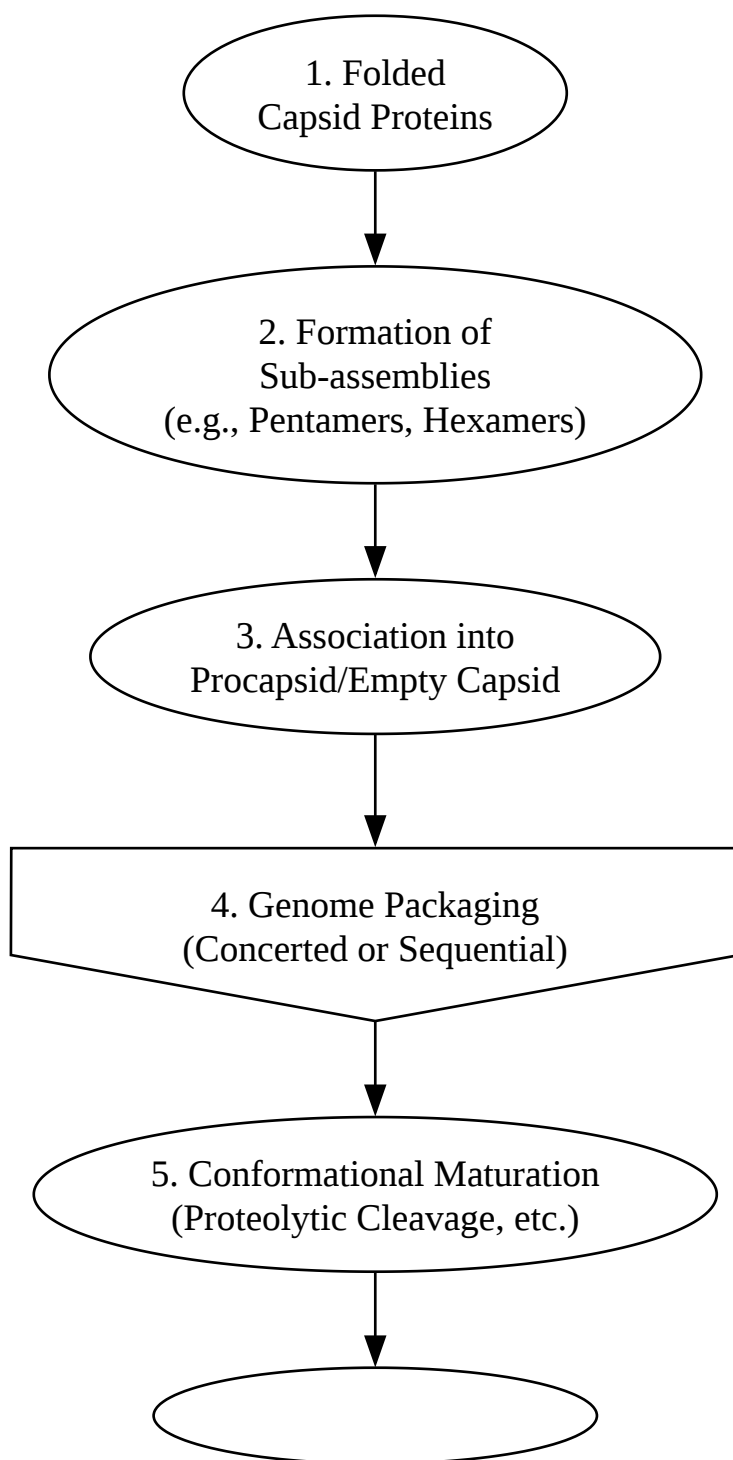 1. Folded
Capsid Proteins
2. Formation of
Sub-assemblies
(e.g., Pentamers, Hexamers)
3. Association into
Procapsid/Empty Capsid
4. Genome Packaging
(Concerted or Sequential)
5. Conformational Maturation
(Proteolytic Cleavage, etc.)